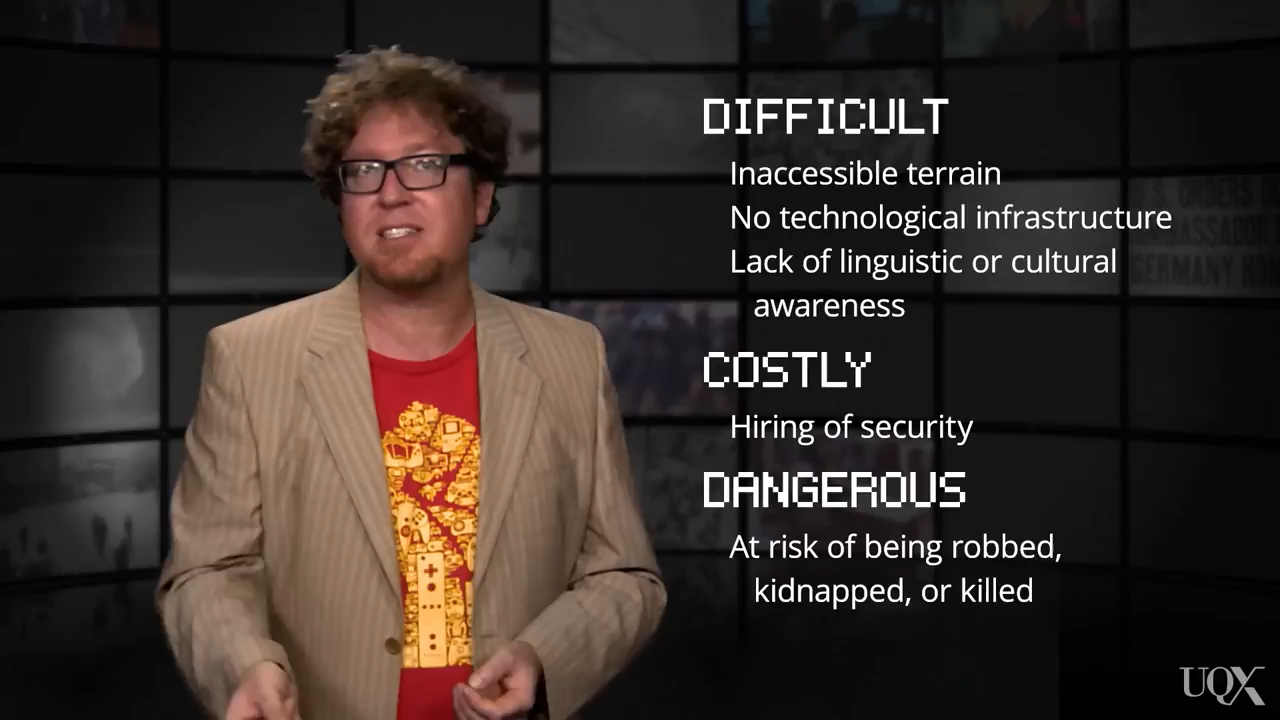 DIFFICULT
Inaccessible terrain
No technological infrastructure
Lack of linguistic or cultural
awareness
COSTLY
Hiring of security
DANGEROUS
At risk of being robbed,
kidnapped, or killed
UQX